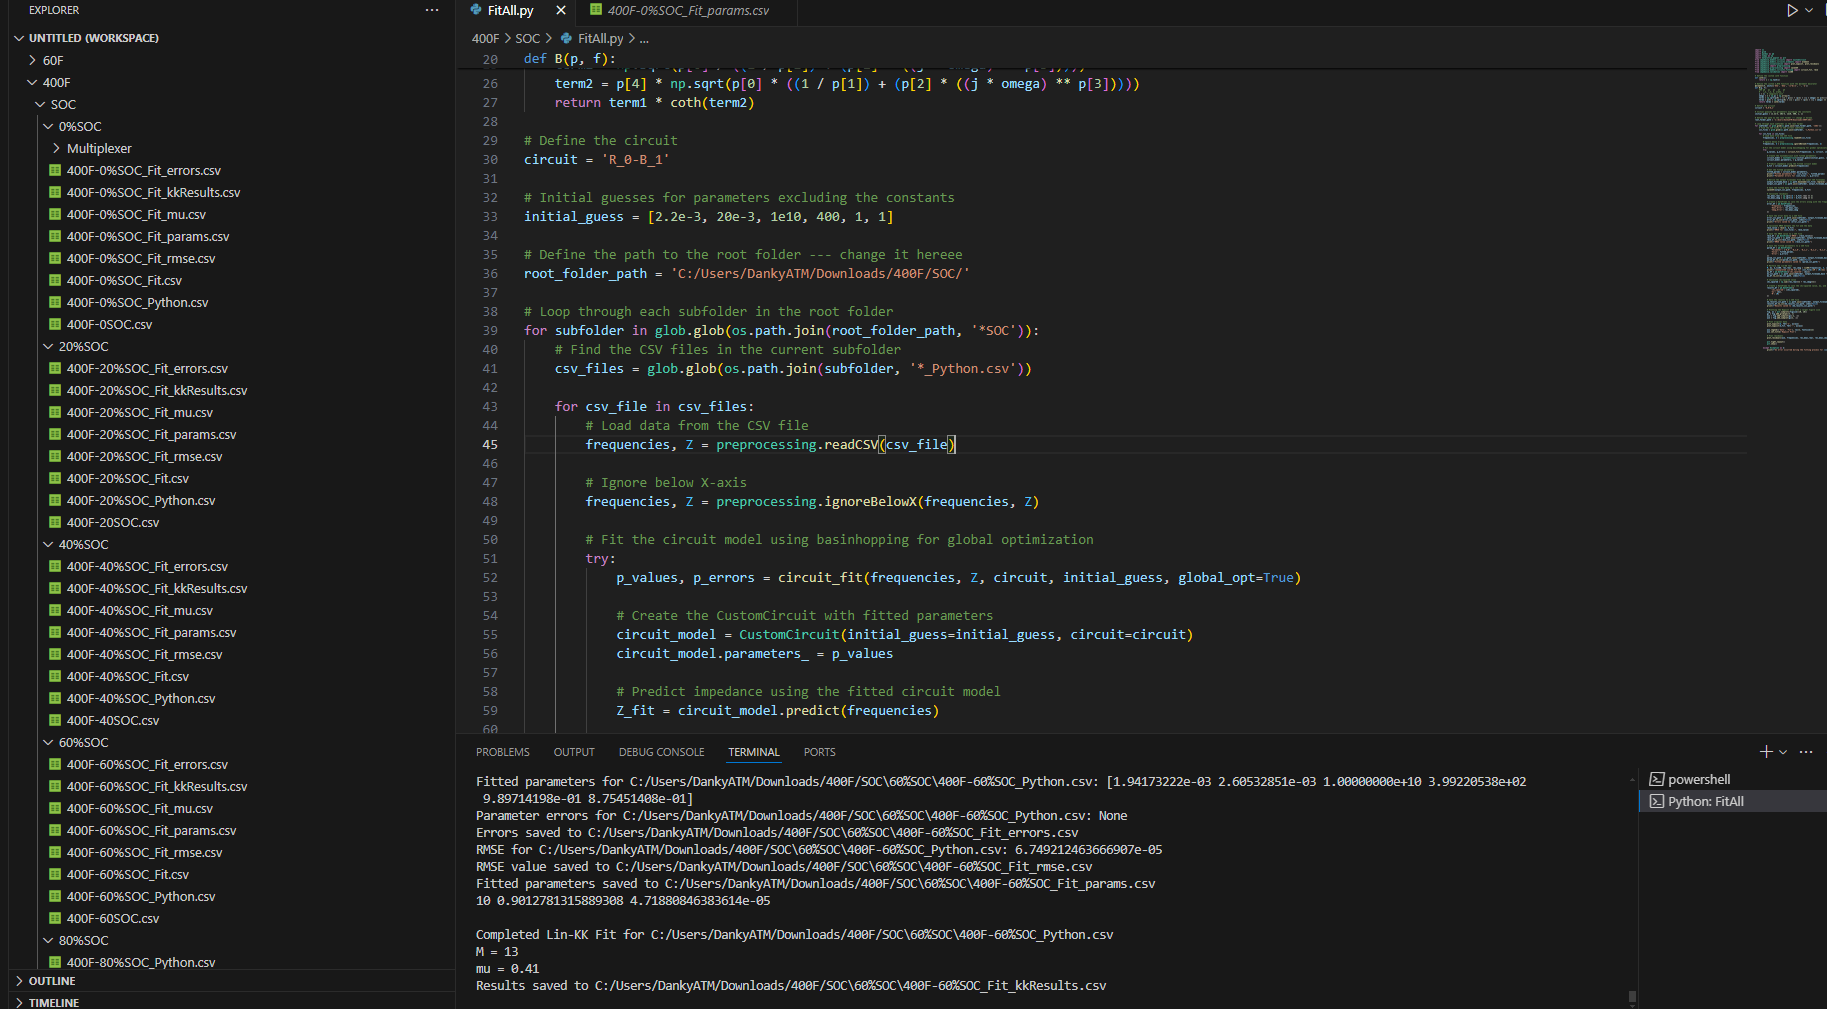 EXPLORER
UNTITLED (WORKSPACE)
60F
400F
SOC
0%SOC
Multiplexer
400F-0%SOC_Fit_errors.csv
400F-0%SOC_Fit_kkResults.csv
400F-0%SOC_Fit_mu.csv
400F-0%SOC_Fit_params.csv
400F-0%SOC_Fit_rmse.csv
400F-0%SOC_Fit.csv
400F-0%SOC_Python.csv
400F-0SOC.csv
20%SOC
400F-20%SOC_Fit_errors.csv
400F-20%SOC_Fit_kkResults.csv
400F-20%SOC_Fit_mu.csv
400F-20%SOC_Fit_params.csv
400F-20%SOC_Fit_rmse.csv
400F-20%SOC_Fit.csv
400F-20%SOC_Python.csv
400F-20SOC.csv
40%SOC
400F-40%SOC_Fit_errors.csv
400F-40%SOC_Fit_kkResults.csv
400F-40%SOC_Fit_mu.csv
400F-40%SOC_Fit_params.csv
400F-40%SOC_Fit_rmse.csv
400F-40%SOC_Fit.csv
400F-40%SOC_Python.csv
400F-40SOC.csv
60%SOC
400F-60%SOC_Fit_errors.csv
400F-60%SOC_Fit_kkResults.csv
400F-60%SOC_Fit_mu.csv
400F-60%SOC_Fit_params.csv
400F-60%SOC_Fit_rmse.csv
400F-60%SOC_Fit.csv
400F-60%SOC_Python.csv
400F-60SOC.csv
80%SOC
400F-80%SOC_Python.csv
OUTLINE
TIMELINE
FitAll.py
400F-0%SOC_Fit_params.csv
400F > SOC > FitAll.py > ...
20 def B(p, f):
26 term2 = p[4] * np.sqrt(p[0] * ((1 / p[1]) + (p[2] * ((j * omega) ** p[3]))))
27 return term1 * coth(term2)
28
29 # Define the circuit
30 circuit = 'R_0-B_1'
31
32 # Initial guesses for parameters excluding the constants
33 initial_guess = [2.2e-3, 20e-3, 1e10, 400, 1, 1]
34
35 # Define the path to the root folder --- change it hereee
36 root_folder_path = 'C:/Users/DankyATM/Downloads/400F/SOC/'
37
38 # Loop through each subfolder in the root folder
39 for subfolder in glob.glob(os.path.join(root_folder_path, '*SOC')):
40 # Find the CSV files in the current subfolder
41 csv_files = glob.glob(os.path.join(subfolder, '*_Python.csv'))
42
43 for csv_file in csv_files:
44 # Load data from the CSV file
45 frequencies, Z = preprocessing.readCSV(csv_file)
46
47 # Ignore below X-axis
48 frequencies, Z = preprocessing.ignoreBelowX(frequencies, Z)
49
50 # Fit the circuit model using basinhopping for global optimization
51 try:
52 p_values, p_errors = circuit_fit(frequencies, Z, circuit, initial_guess, global_opt=True)
53
54 # Create the CustomCircuit with fitted parameters
55 circuit_model = CustomCircuit(initial_guess=initial_guess, circuit=circuit)
56 circuit_model.parameters_ = p_values
57
58 # Predict impedance using the fitted circuit model
59 Z_fit = circuit_model.predict(frequencies)
60
PROBLEMS OUTPUT DEBUG CONSOLE TERMINAL PORTS
Fitted parameters for C:/Users/DankyATM/Downloads/400F/SOC\60%SOC\400F-60%SOC_Python.csv: [1.94173222e-03 2.60532851e-03 1.00000000e+10 3.99220538e+02
9.89714198e-01 8.75451408e-01]
Parameter errors for C:/Users/DankyATM/Downloads/400F/SOC\60%SOC\400F-60%SOC_Python.csv: None
Errors saved to C:/Users/DankyATM/Downloads/400F/SOC\60%SOC\400F-60%SOC_Fit_errors.csv
RMSE for C:/Users/DankyATM/Downloads/400F/SOC\60%SOC\400F-60%SOC_Python.csv: 6.749212463666907e-05
RMSE value saved to C:/Users/DankyATM/Downloads/400F/SOC\60%SOC\400F-60%SOC_Fit_rmse.csv
Fitted parameters saved to C:/Users/DankyATM/Downloads/400F/SOC\60%SOC\400F-60%SOC_Fit_params.csv
10 0.9012781315889308 4.71880846383614e-05

Completed Lin-KK Fit for C:/Users/DankyATM/Downloads/400F/SOC\60%SOC\400F-60%SOC_Python.csv
M = 13
mu = 0.41
Results saved to C:/Users/DankyATM/Downloads/400F/SOC\60%SOC\400F-60%SOC_Fit_kkResults.csv
powershell
Python: FitAll